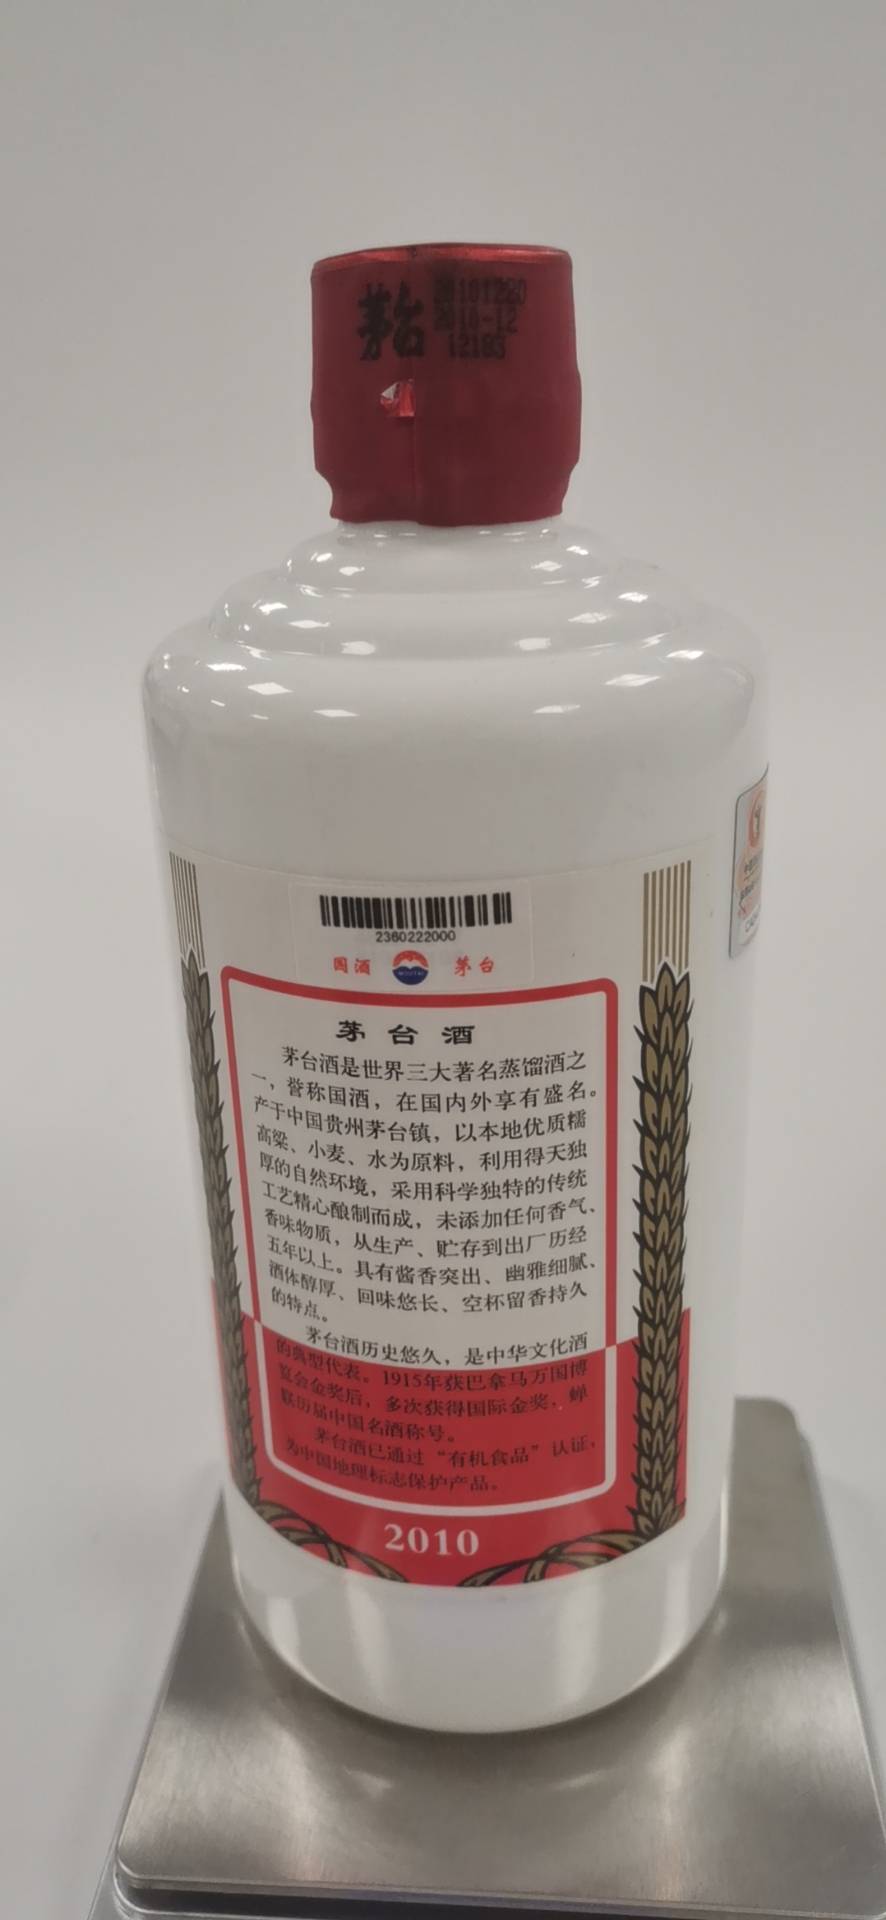 茅台
20101220
2010-12
12183
2360222000
国酒
MOUTAI
茅台
茅台酒
茅台酒是世界三大著名蒸馏酒之
一，誉称国酒，在国内外享有盛名。
产于中国贵州茅台镇，以本地优质糯
高粱、小麦、水为原料，利用得天独
厚的自然环境，采用科学独特的传统
工艺精心酿制而成，未添加任何香气、
香味物质，从生产、贮存到出厂历经
五年以上。具有酱香突出、幽雅细腻、
酒体醇厚、回味悠长、空杯留香持久
的特点。
茅台酒历史悠久，是中华文化酒
的典型代表。1915年获巴拿马万国博
览会金奖后，多次获得国际金奖，蝉
联历届中国名酒称号。
茅台酒已通过“有机食品”认证，
为中国地理标志保护产品。
2010